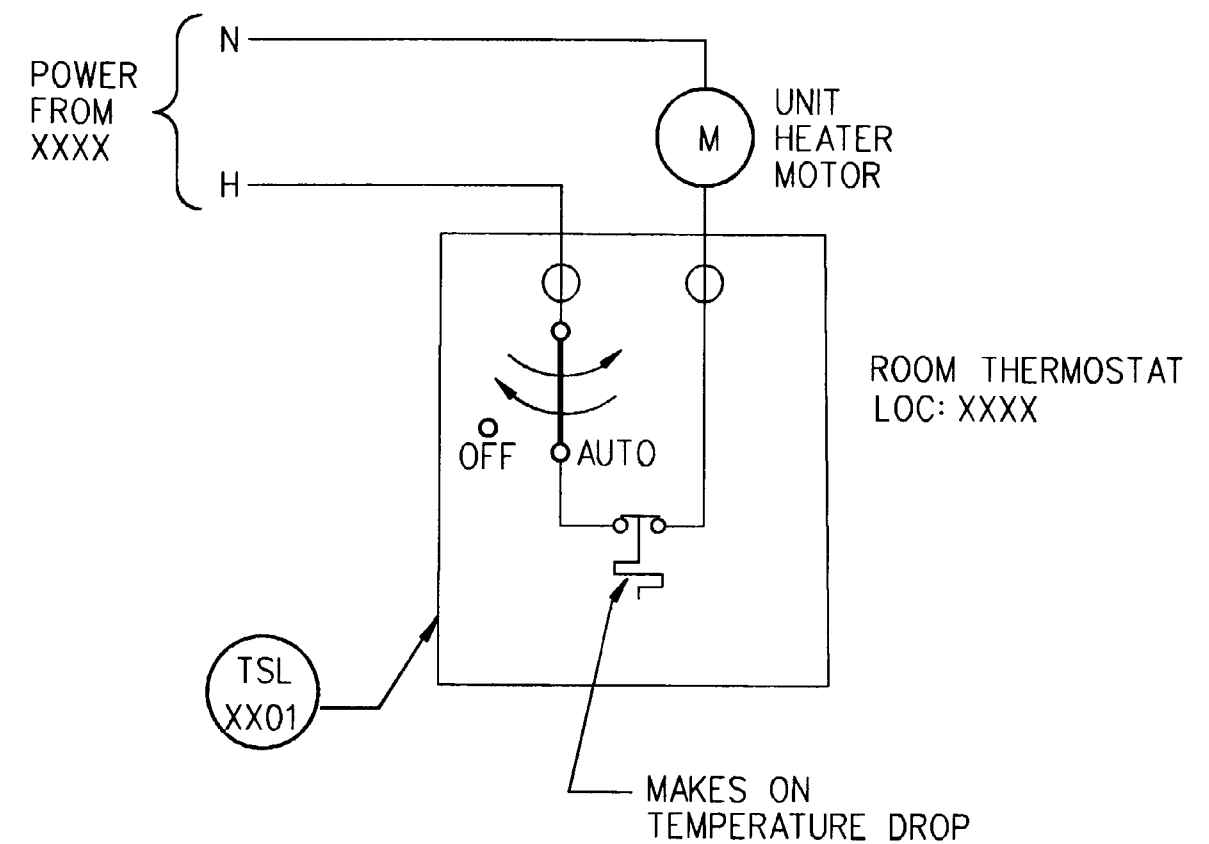 N
POWER
FROM
XXXX
H
M
UNIT
HEATER
MOTOR
ROOM THERMOSTAT
LOC: XXXX
OFF
AUTO
TSL
XX01
MAKES ON
TEMPERATURE DROP